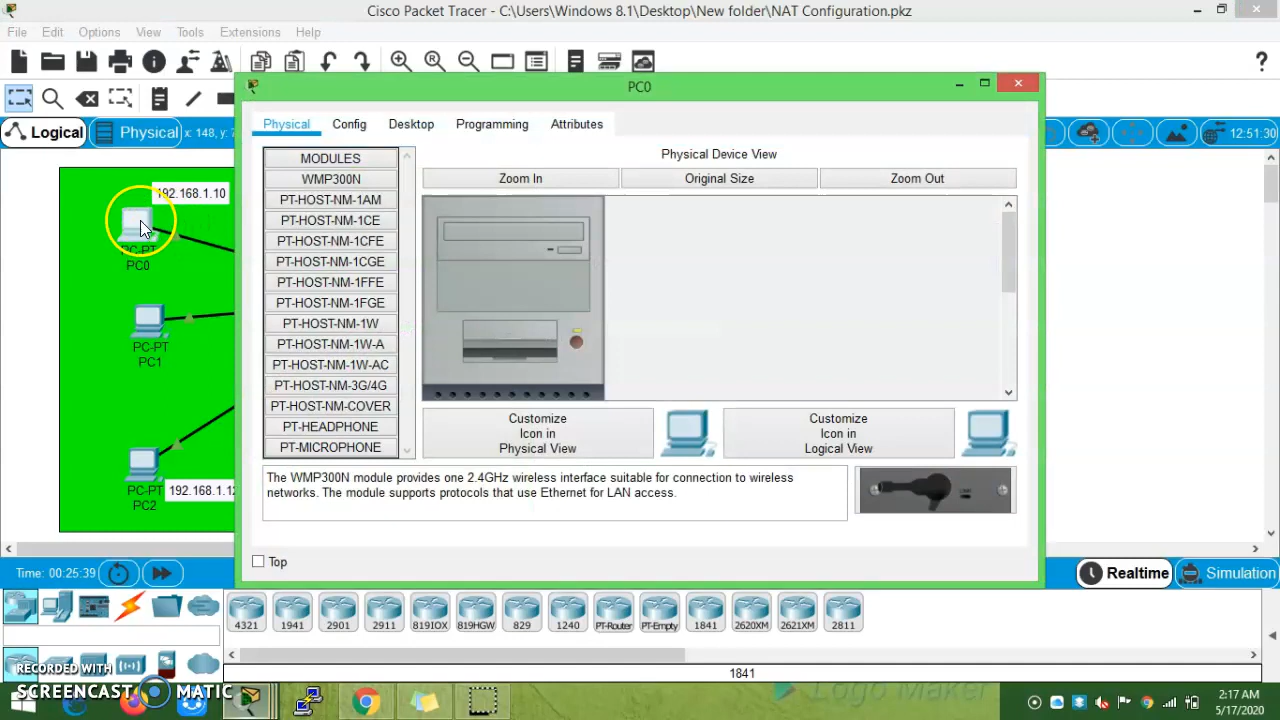 Cisco Packet Tracer - C:\Users\Windows 8.1\Desktop\New folder\NAT Configuration.pkz
File Edit Options View Tools Extensions Help
PC0
Logical Physical x: 148, y: 12:51:30
Physical Config Desktop Programming Attributes
MODULES
WMP300N
PT-HOST-NM-1AM
PT-HOST-NM-1CE
PT-HOST-NM-1CFE
PT-HOST-NM-1CGE
PT-HOST-NM-1FFE
PT-HOST-NM-1FGE
PT-HOST-NM-1W
PT-HOST-NM-1W-A
PT-HOST-NM-1W-AC
PT-HOST-NM-3G/4G
PT-HOST-NM-COVER
PT-HEADPHONE
PT-MICROPHONE
Physical Device View
Zoom In Original Size Zoom Out
Customize
Icon in
Physical View
Customize
Icon in
Logical View
The WMP300N module provides one 2.4GHz wireless interface suitable for connection to wireless
networks. The module supports protocols that use Ethernet for LAN access.
Top
192.168.1.10
PC-PT
PC0
PC-PT
PC1
PC-PT
PC2
192.168.1.12
Time: 00:25:39 Realtime Simulation
4321 1941 2901 2911 819IOX 819HGW 829 1240 PT-Router PT-Empty 1841 2620XM 2621XM 2811
1841
RECORDED WITH
SCREENCAST MATIC
2:17 AM
5/17/2020